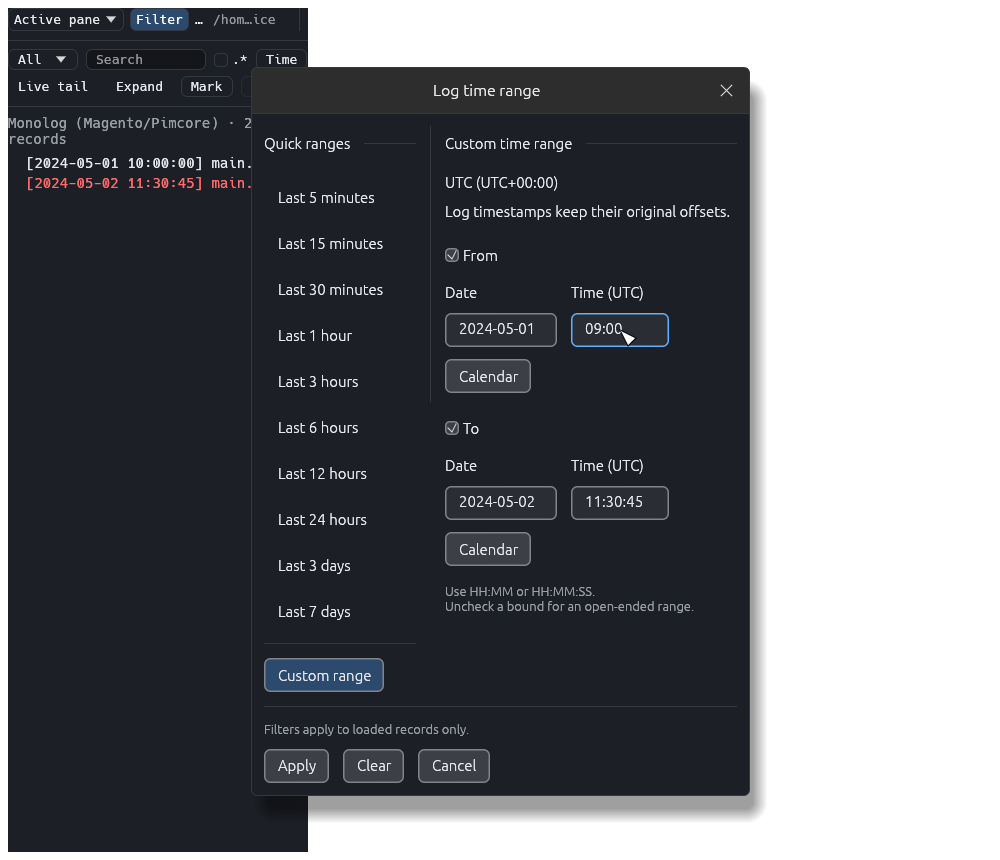 Active pane ▼ Filter … /hom…ice
All ▼ Search .* Time
Live tail Expand Mark
Monolog (Magento/Pimcore) · 2
records
[2024-05-01 10:00:00] main.
[2024-05-02 11:30:45] main.
Log time range
Quick ranges
Last 5 minutes
Last 15 minutes
Last 30 minutes
Last 1 hour
Last 3 hours
Last 6 hours
Last 12 hours
Last 24 hours
Last 3 days
Last 7 days
Custom range
Custom time range
UTC (UTC+00:00)
Log timestamps keep their original offsets.
From
Date Time (UTC)
2024-05-01 09:00
Calendar
To
Date Time (UTC)
2024-05-02 11:30:45
Calendar
Use HH:MM or HH:MM:SS.
Uncheck a bound for an open-ended range.
Filters apply to loaded records only.
Apply Clear Cancel